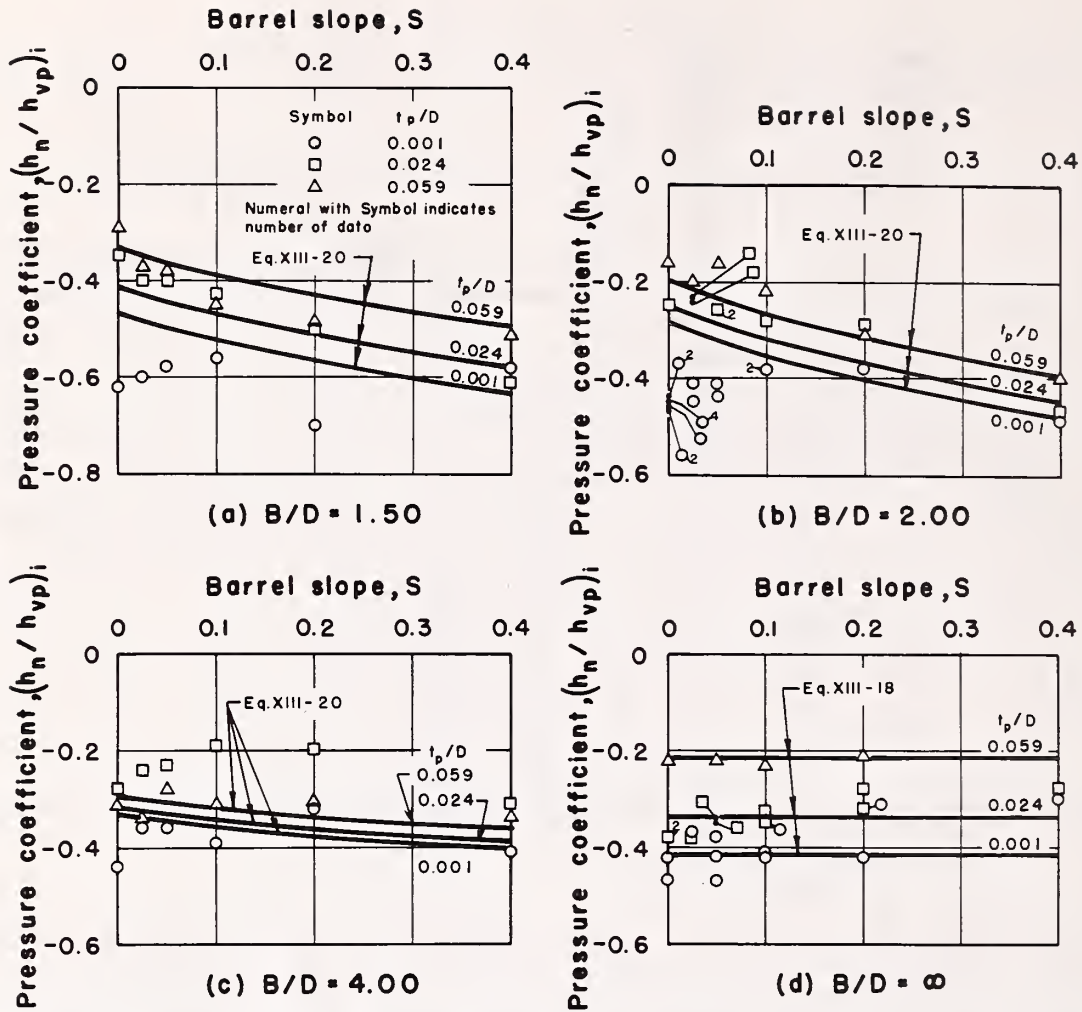 Barrel slope, S
0 0.1 0.2 0.3 0.4
Pressure coefficient, (hn / hvp)i
0
-0.2
-0.4
-0.6
-0.8
Symbol tp/D
○ 0.001
□ 0.024
△ 0.059
Numeral with Symbol indicates
number of data
Eq. XIII-20
tp/D
0.059
0.024
0.001
(a) B/D = 1.50
Barrel slope, S
0 0.1 0.2 0.3 0.4
Pressure coefficient, (hn / hvp)i
0
-0.2
-0.4
-0.6
Eq. XIII-20
2
2
2
4
2
tp/D
0.059
0.024
0.001
(b) B/D = 2.00
Barrel slope, S
0 0.1 0.2 0.3 0.4
Pressure coefficient, (hn / hvp)i
0
-0.2
-0.4
-0.6
Eq. XIII-20
tp/D
0.059
0.024
0.001
(c) B/D = 4.00
Barrel slope, S
0 0.1 0.2 0.3 0.4
Pressure coefficient, (hn / hvp)i
0
-0.2
-0.4
-0.6
Eq. XIII-18
tp/D
0.059
0.024
0.001
2
(d) B/D = ∞